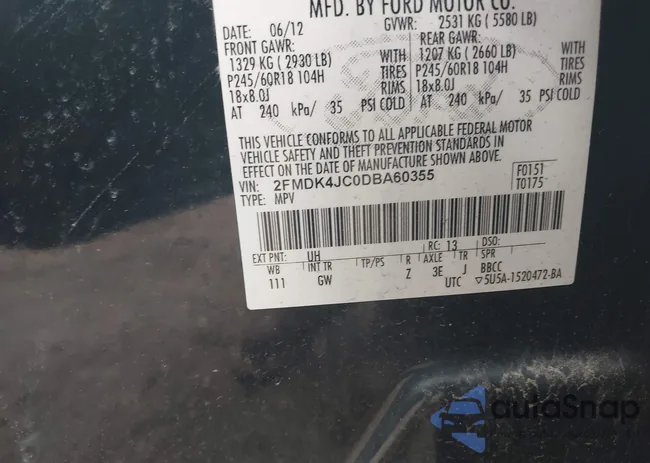 MFD. BY FORD MOTOR CO.
DATE: 06/12 GVWR: 2531 KG ( 5580 LB)
FRONT GAWR: REAR GAWR:
1329 KG ( 2930 LB) WITH 1207 KG ( 2660 LB) WITH
P245/60R18 104H TIRES P245/60R18 104H TIRES
18x8.0J RIMS 18x8.0J RIMS
AT 240 kPa/ 35 PSI COLD AT 240 kPa/ 35 PSI COLD
THIS VEHICLE CONFORMS TO ALL APPLICABLE FEDERAL MOTOR
VEHICLE SAFETY AND THEFT PREVENTION STANDARDS IN
EFFECT ON THE DATE OF MANUFACTURE SHOWN ABOVE.
VIN: 2FMDK4JC0DBA60355 F0151
TYPE: MPV T0175
EXT PNT: UH RC: 13 DSO:
WB INT TR TP/PS R AXLE TR SPR
111 GW Z 3E J BBCC
UTC ▽5U5A-1520472-BA
autoSnap